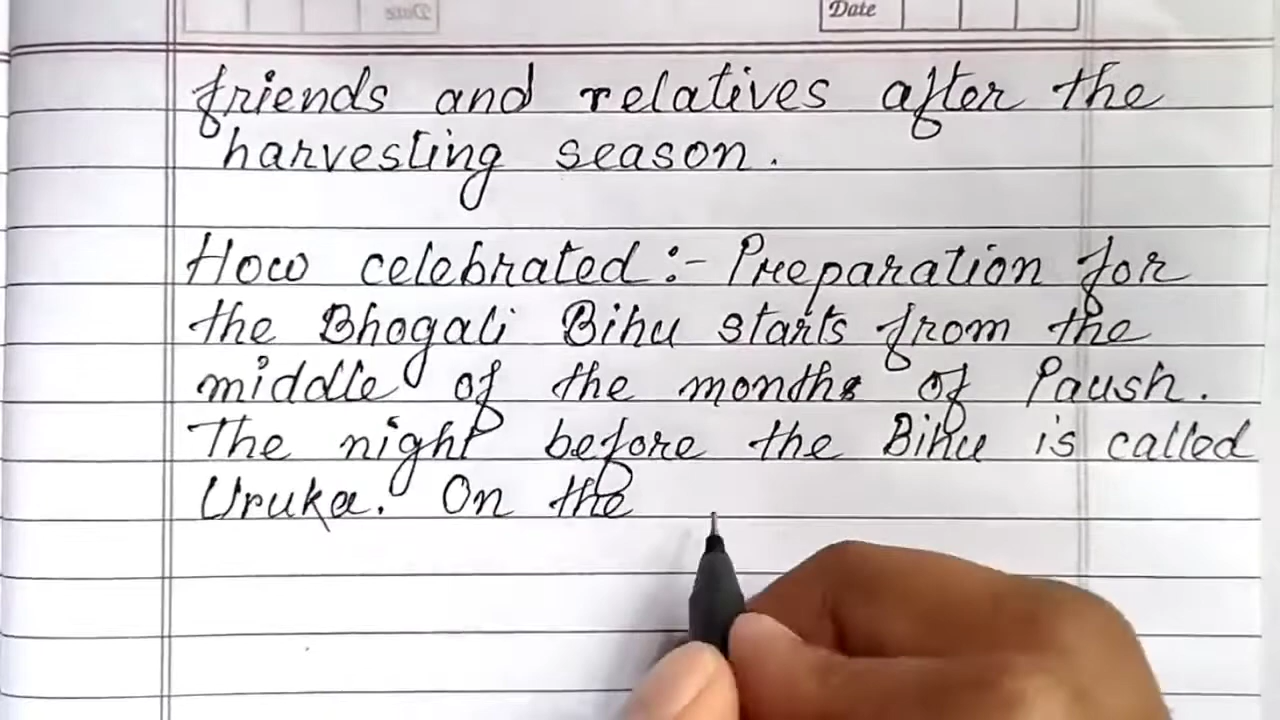 Date
friends and relatives after the
harvesting season.
How celebrated :- Preparation for
the Bhogali Bihu starts from the
middle of the months of Paush.
The night before the Bihu is called
Uruka. On the